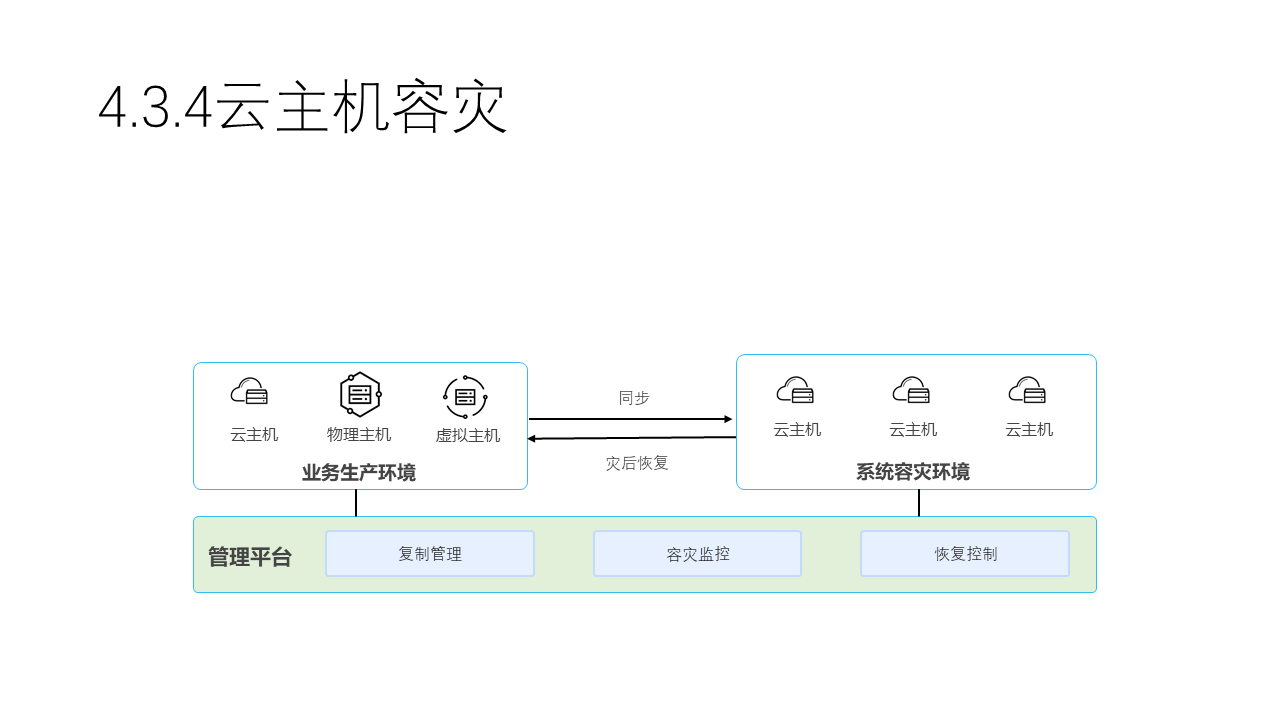 4.3.4云主机容灾
云主机
物理主机
虚拟主机
业务生产环境
同步
灾后恢复
云主机
云主机
云主机
系统容灾环境
管理平台
复制管理
容灾监控
恢复控制